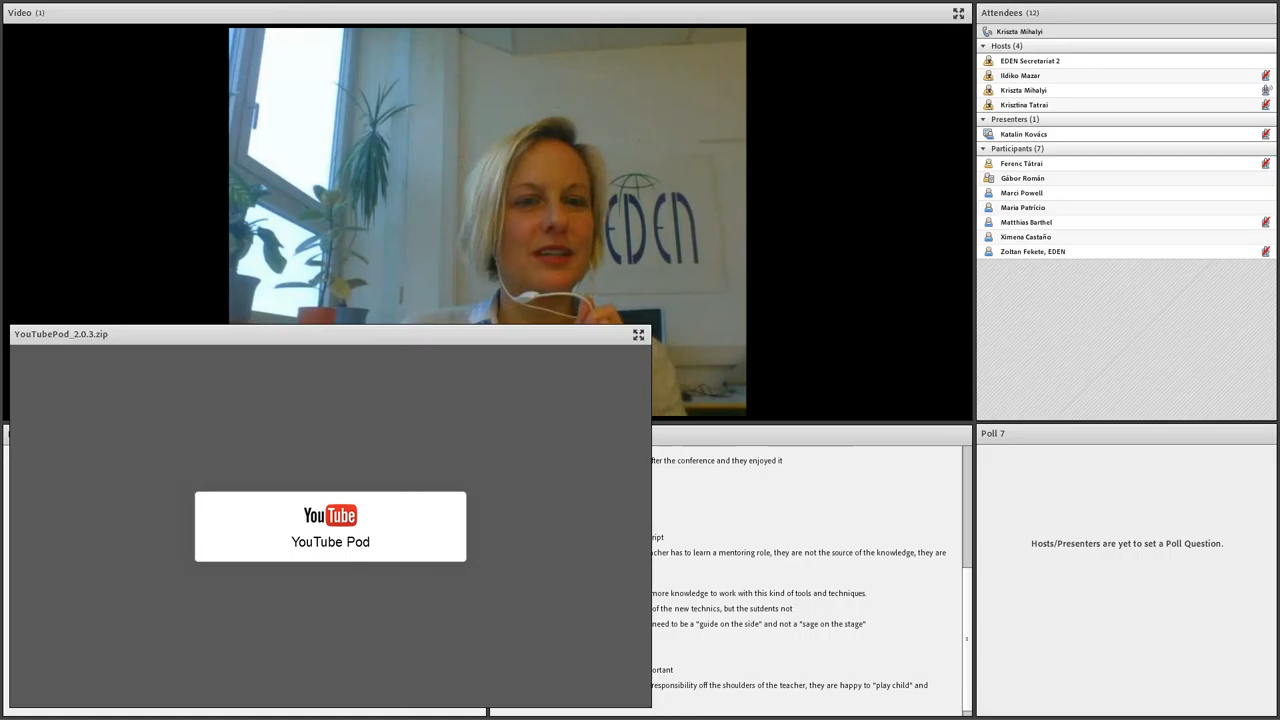 Video (1)
EDEN
YouTubePod_2.0.3.zip
YouTube
YouTube Pod
fter the conference and they enjoyed it
ript
acher has to learn a mentoring role, they are not the source of the knowledge, they are
more knowledge to work with this kind of tools and techniques.
of the new technics, but the sutdents not
need to be a "guide on the side" and not a "sage on the stage"
ortant
responsibility off the shoulders of the teacher, they are happy to "play child" and
Attendees (12)
Kriszta Mihalyi
Hosts (4)
EDEN Secretariat 2
Ildiko Mazar
Kriszta Mihalyi
Krisztina Tatrai
Presenters (1)
Katalin Kovács
Participants (7)
Ferenc Tátrai
Gábor Román
Marci Powell
Maria Patrício
Matthias Barthel
Ximena Castaño
Zoltan Fekete, EDEN
Poll 7
Hosts/Presenters are yet to set a Poll Question.